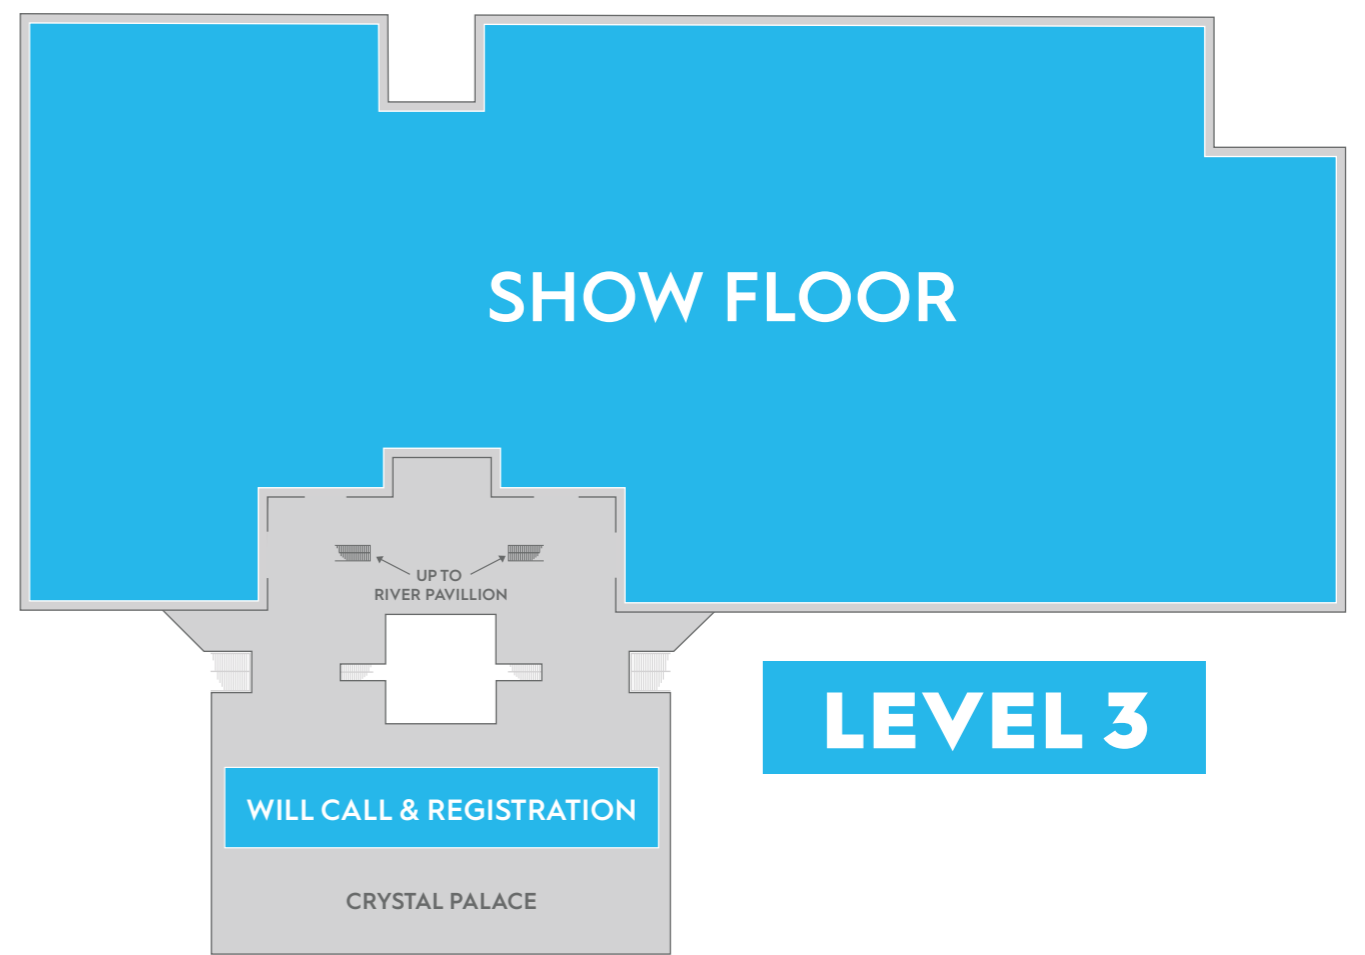 SHOW FLOOR
UP TO
RIVER PAVILLION
LEVEL 3
WILL CALL & REGISTRATION
CRYSTAL PALACE